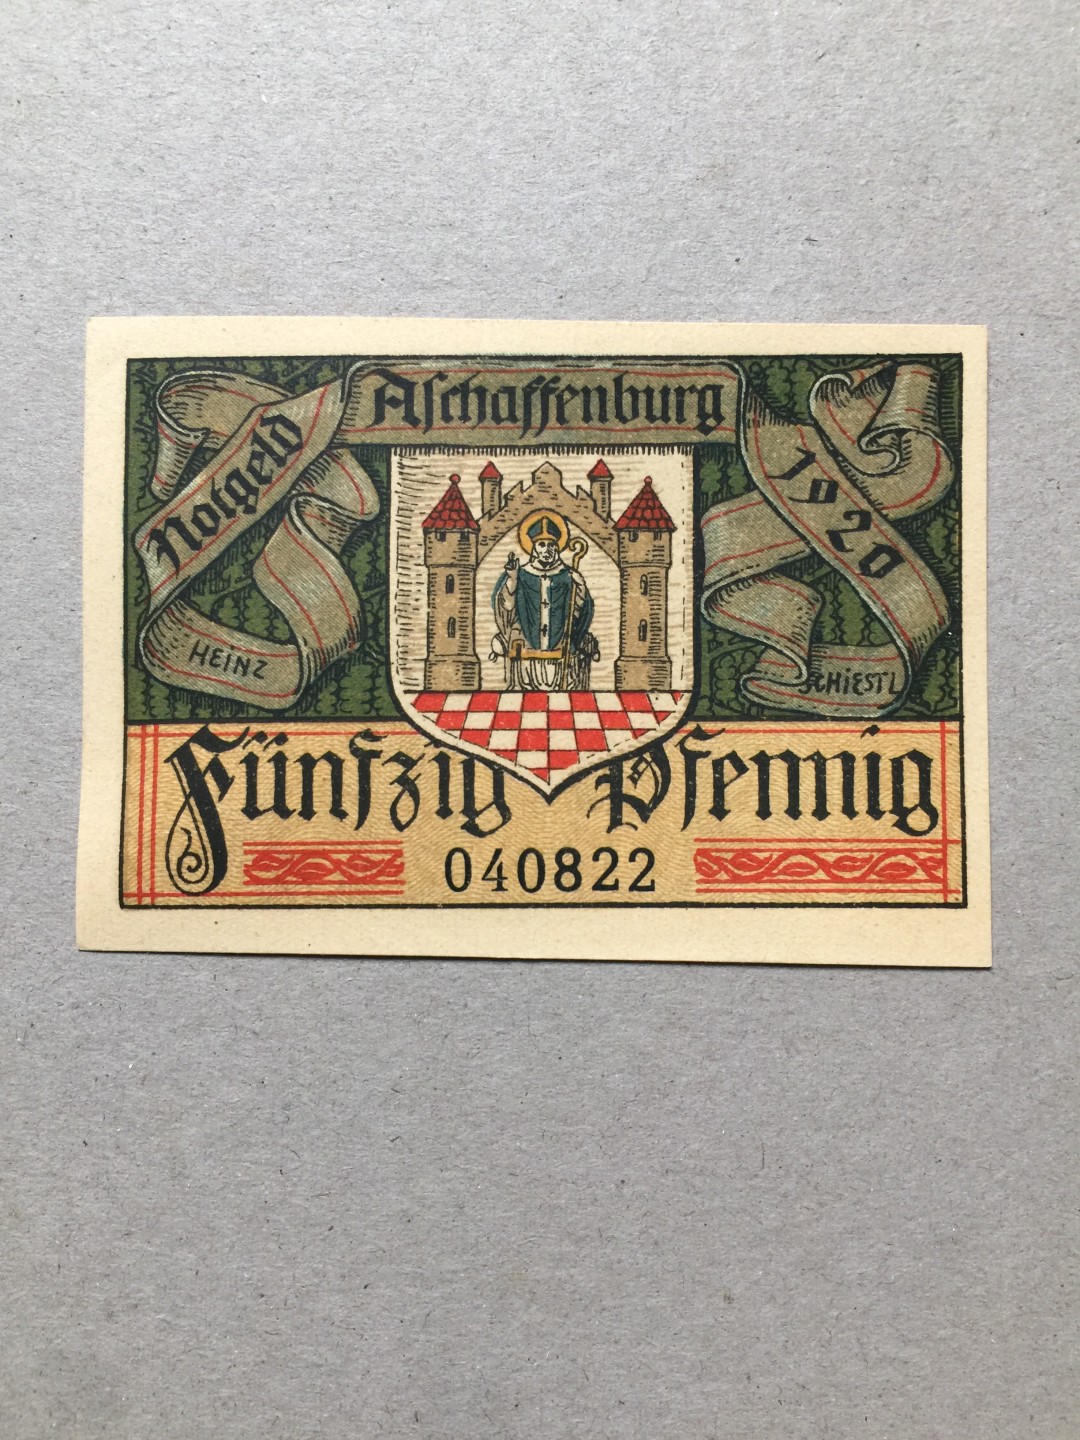 Aschaffenburg
Notgeld
1920
HEINZ
SCHIESTL
Fünfzig Pfennig
040822